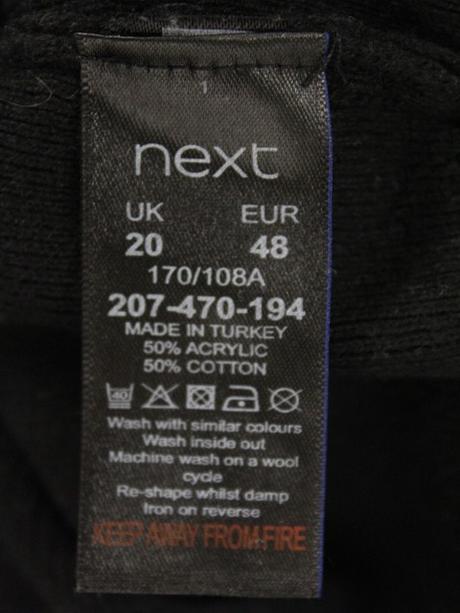 next
UK EUR
20 48
170/108A
207-470-194
MADE IN TURKEY
50% ACRYLIC
50% COTTON
40
Wash with similar colours
Wash inside out
Machine wash on a wool
cycle
Re-shape whilst damp
Iron on reverse
KEEP AWAY FROM FIRE